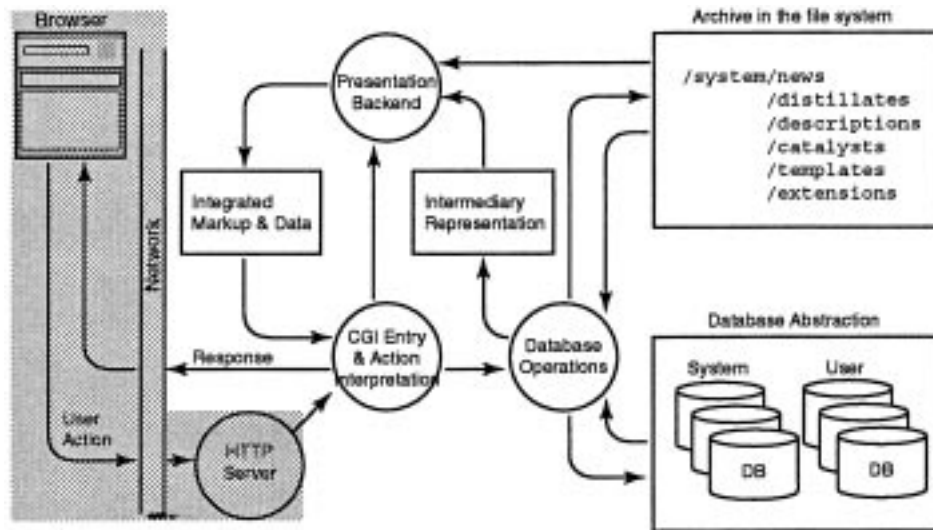 Browser
Archive in the file system
/system/news
/distillates
/descriptions
/catalysts
/templates
/extensions
Presentation
Backend
Integrated
Markup & Data
Intermediary
Representation
Network
CGI Entry
& Action
Interpretation
Database
Operations
Response
User
Action
HTTP
Server
Database Abstraction
System
User
DB
DB